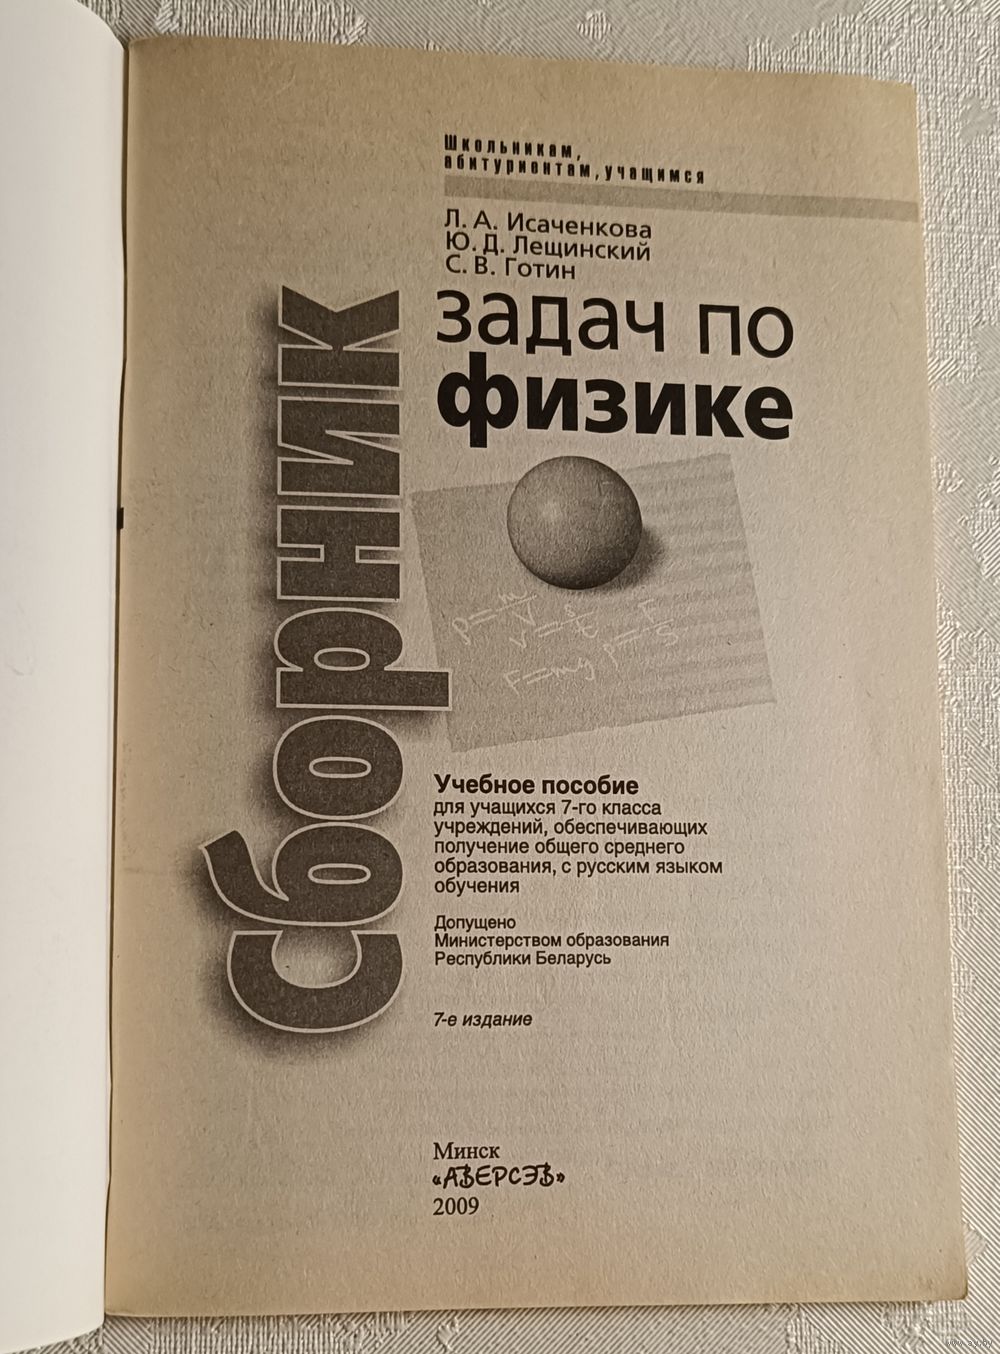 Школьникам,
абитуриентам, учащимся
Л. А. Исаченкова
Ю. Д. Лещинский
С. В. Готин
Сборник
задач по
физике
p = m/V
v = s/t
F = mg
p = F/S
Учебное пособие
для учащихся 7-го класса
учреждений, обеспечивающих
получение общего среднего
образования, с русским языком
обучения
Допущено
Министерством образования
Республики Беларусь
7-е издание
Минск
«АВЕРСЭВ»
2009